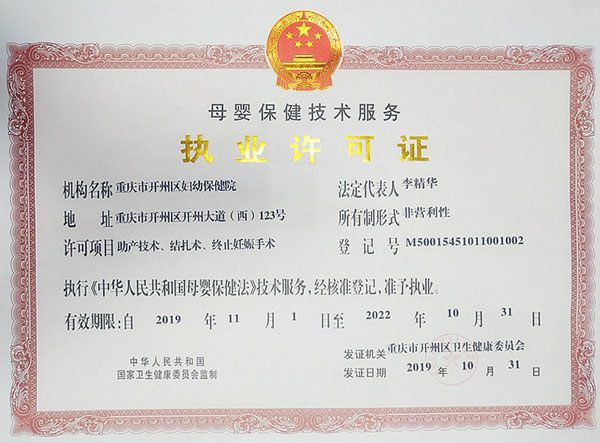 母婴保健技术服务
执业许可证
机构名称 重庆市开州区妇幼保健院
法定代表人 李精华
地 址 重庆市开州区开州大道（西）123号
所有制形式 非营利性
许可项目 助产技术、结扎术、终止妊娠手术
登 记 号 M50015451011001002
执行《中华人民共和国母婴保健法》技术服务，经核准登记，准予执业。
有效期限：自 2019 年 11 月 1 日至 2022 年 10 月 31 日
中华人民共和国
国家卫生健康委员会监制
发证机关 重庆市开州区卫生健康委员会
发证日期 2019 年 10 月 31 日